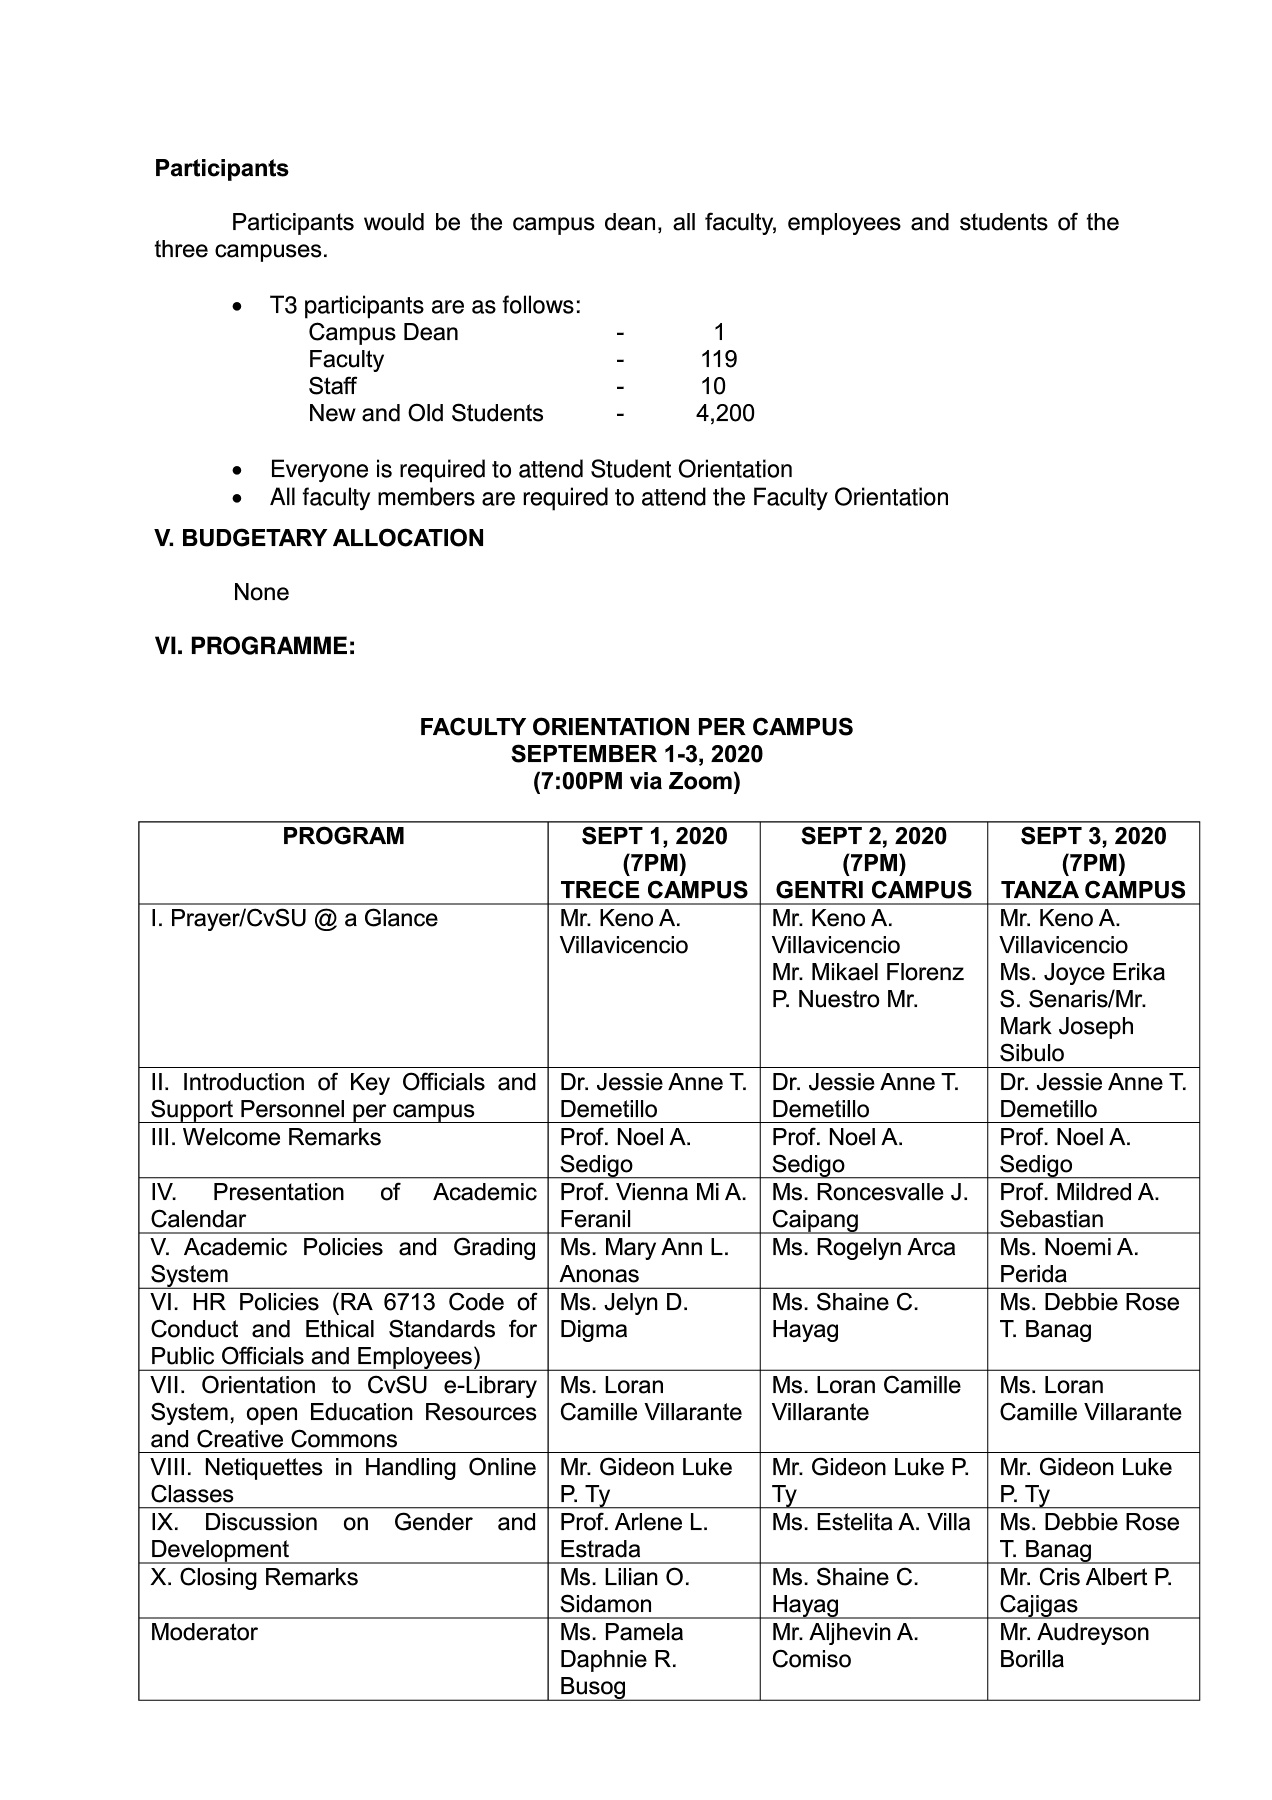 Participants
Participants would be the campus dean, all faculty, employees and students of the
three campuses.
• T3 participants are as follows:
Campus Dean - 1
Faculty - 119
Staff - 10
New and Old Students - 4,200
• Everyone is required to attend Student Orientation
• All faculty members are required to attend the Faculty Orientation
V. BUDGETARY ALLOCATION
None
VI. PROGRAMME:
FACULTY ORIENTATION PER CAMPUS
SEPTEMBER 1-3, 2020
(7:00PM via Zoom)
PROGRAM
SEPT 1, 2020
(7PM)
TRECE CAMPUS
SEPT 2, 2020
(7PM)
GENTRI CAMPUS
SEPT 3, 2020
(7PM)
TANZA CAMPUS
I. Prayer/CvSU @ a Glance
Mr. Keno A.
Villavicencio
Mr. Keno A.
Villavicencio
Mr. Mikael Florenz
P. Nuestro Mr.
Mr. Keno A.
Villavicencio
Ms. Joyce Erika
S. Senaris/Mr.
Mark Joseph
Sibulo
II. Introduction of Key Officials and
Support Personnel per campus
Dr. Jessie Anne T.
Demetillo
Dr. Jessie Anne T.
Demetillo
Dr. Jessie Anne T.
Demetillo
III. Welcome Remarks
Prof. Noel A.
Sedigo
Prof. Noel A.
Sedigo
Prof. Noel A.
Sedigo
IV. Presentation of Academic
Calendar
Prof. Vienna Mi A.
Feranil
Ms. Roncesvalle J.
Caipang
Prof. Mildred A.
Sebastian
V. Academic Policies and Grading
System
Ms. Mary Ann L.
Anonas
Ms. Rogelyn Arca
Ms. Noemi A.
Perida
VI. HR Policies (RA 6713 Code of
Conduct and Ethical Standards for
Public Officials and Employees)
Ms. Jelyn D.
Digma
Ms. Shaine C.
Hayag
Ms. Debbie Rose
T. Banag
VII. Orientation to CvSU e-Library
System, open Education Resources
and Creative Commons
Ms. Loran
Camille Villarante
Ms. Loran Camille
Villarante
Ms. Loran
Camille Villarante
VIII. Netiquettes in Handling Online
Classes
Mr. Gideon Luke
P. Ty
Mr. Gideon Luke P.
Ty
Mr. Gideon Luke
P. Ty
IX. Discussion on Gender and
Development
Prof. Arlene L.
Estrada
Ms. Estelita A. Villa
Ms. Debbie Rose
T. Banag
X. Closing Remarks
Ms. Lilian O.
Sidamon
Ms. Shaine C.
Hayag
Mr. Cris Albert P.
Cajigas
Moderator
Ms. Pamela
Daphnie R.
Busog
Mr. Aljhevin A.
Comiso
Mr. Audreyson
Borilla